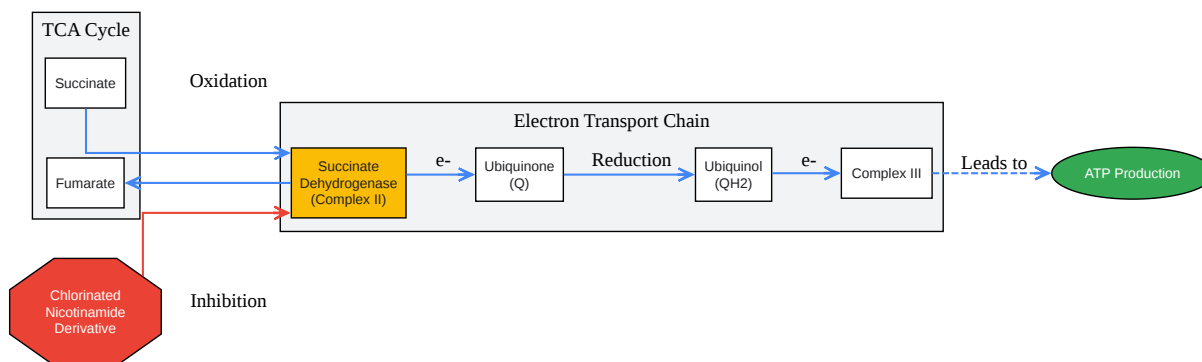 TCA Cycle
Succinate
Oxidation
Electron Transport Chain
Succinate
Dehydrogenase
(Complex II)
e-
Ubiquinone
(Q)
Reduction
Ubiquinol
(QH2)
e-
Complex III
Leads to
ATP Production
Fumarate
Chlorinated
Nicotinamide
Derivative
Inhibition